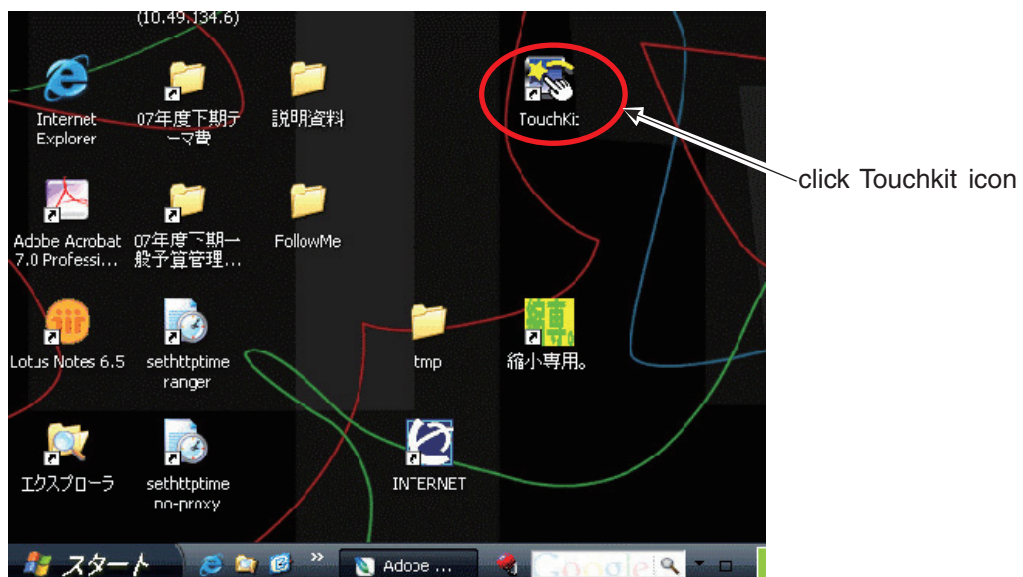 (10.49.134.6)
Internet
Explorer
07年度下期テ
ーマ費
説明資料
TouchKit
click Touchkit icon
Adobe Acrobat
7.0 Professi...
07年度下期一
般予算管理...
FollowMe
Lotus Notes 6.5
sethttptime
ranger
tmp
縮専。
縮小専用。
エクスプローラ
sethttptime
no-proxy
INTERNET
スタート
»
Adobe ...
Google